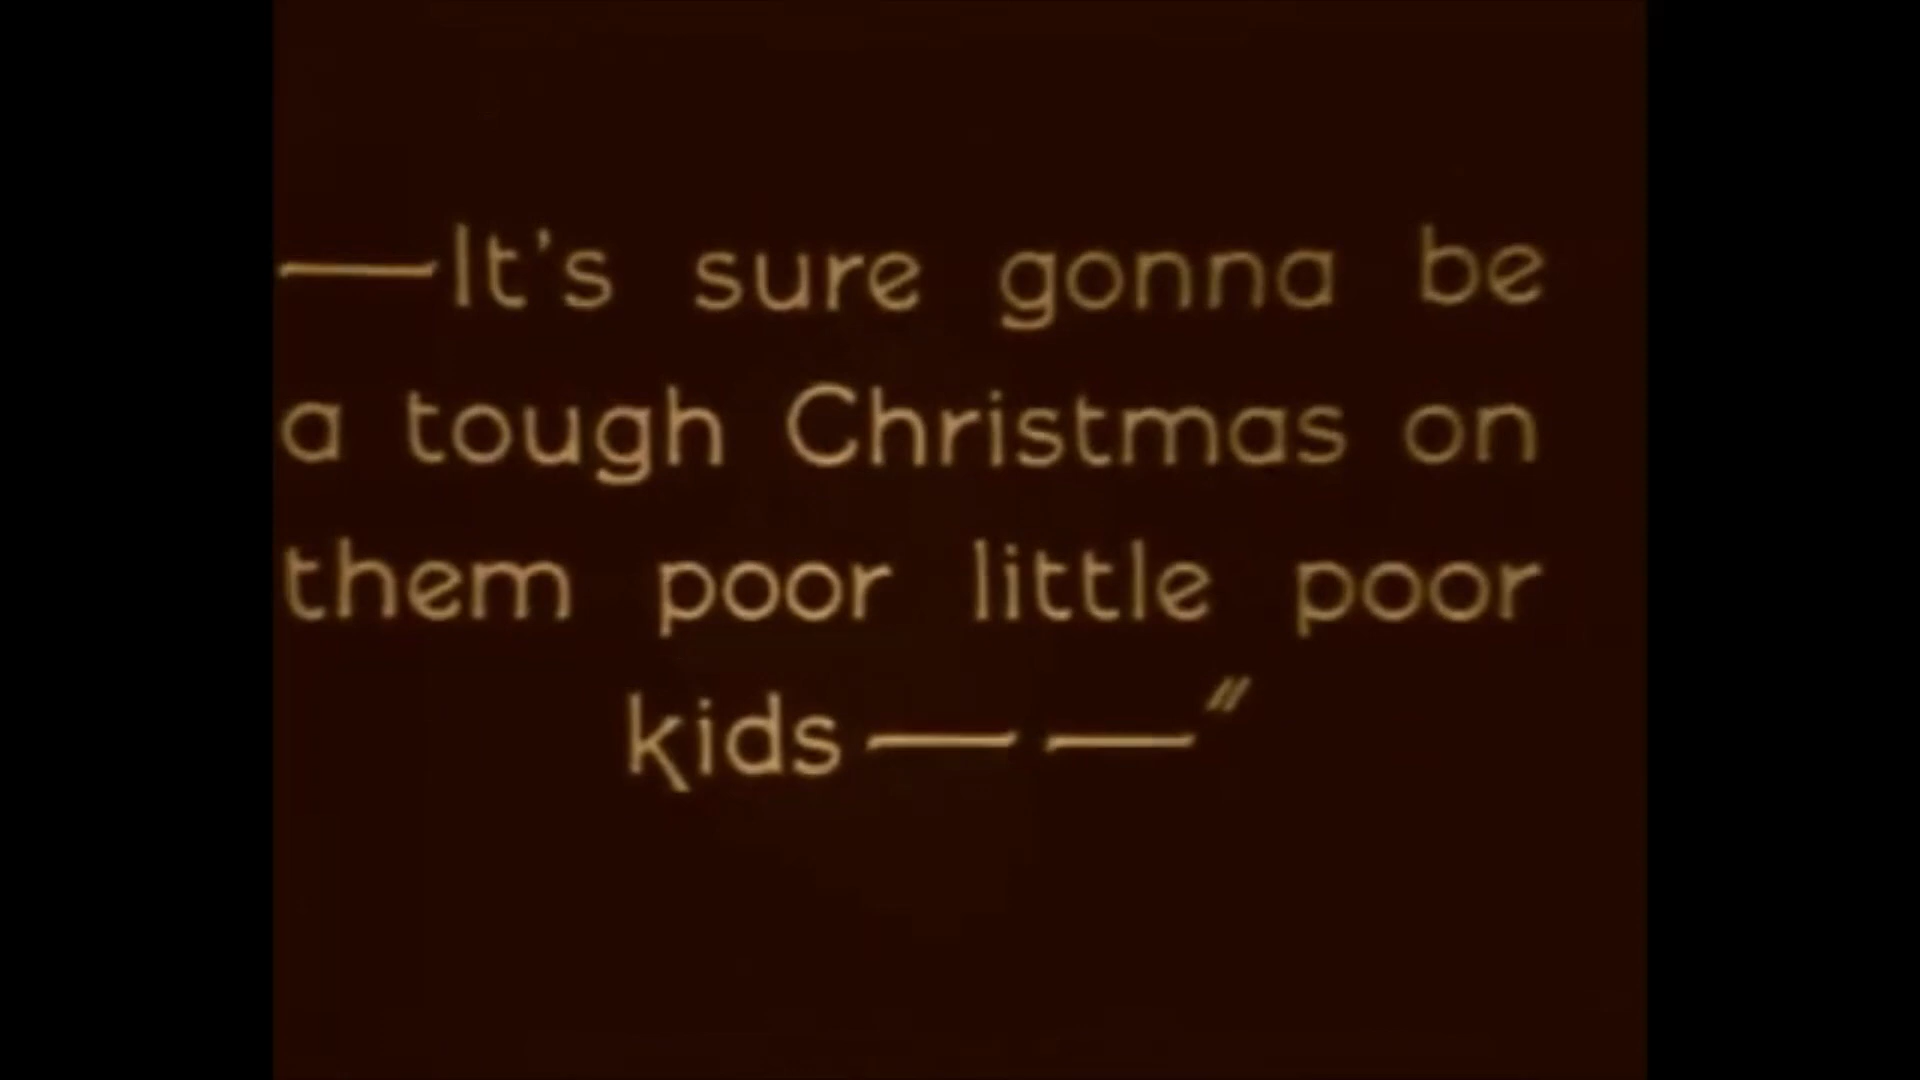 —It's sure gonna be
a tough Christmas on
them poor little poor
kids— —"